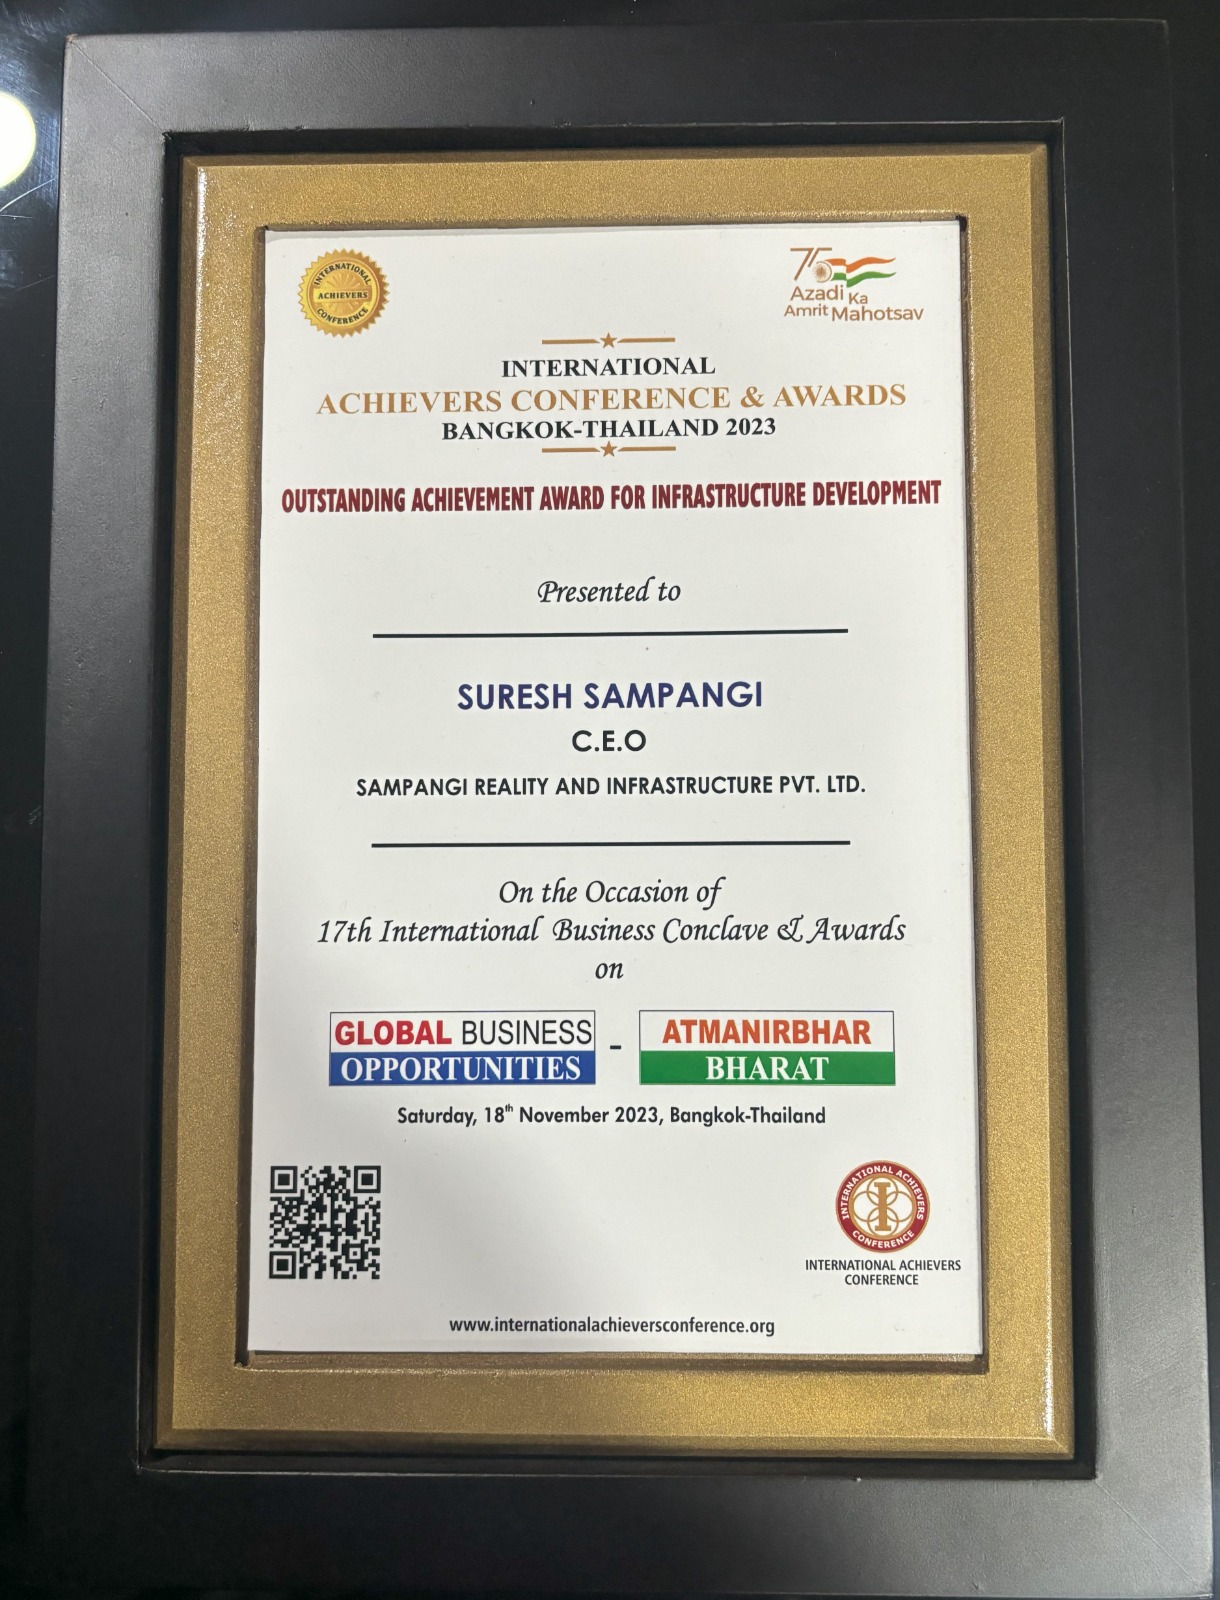 INTERNATIONAL
ACHIEVERS
CONFERENCE
75
Azadi Ka
Amrit Mahotsav
INTERNATIONAL
ACHIEVERS CONFERENCE & AWARDS
BANGKOK-THAILAND 2023
OUTSTANDING ACHIEVEMENT AWARD FOR INFRASTRUCTURE DEVELOPMENT
Presented to
SURESH SAMPANGI
C.E.O
SAMPANGI REALITY AND INFRASTRUCTURE PVT. LTD.
On the Occasion of
17th International Business Conclave & Awards
on
GLOBAL BUSINESS
OPPORTUNITIES
-
ATMANIRBHAR
BHARAT
Saturday, 18th November 2023, Bangkok-Thailand
INTERNATIONAL ACHIEVERS
CONFERENCE
I
INTERNATIONAL ACHIEVERS
CONFERENCE
www.internationalachieversconference.org